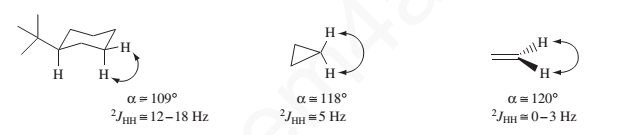 H
H
H
H
H
H
H
α ≅ 109°
²J_HH ≅ 12–18 Hz
α ≅ 118°
²J_HH ≅ 5 Hz
α ≅ 120°
²J_HH ≅ 0–3 Hz